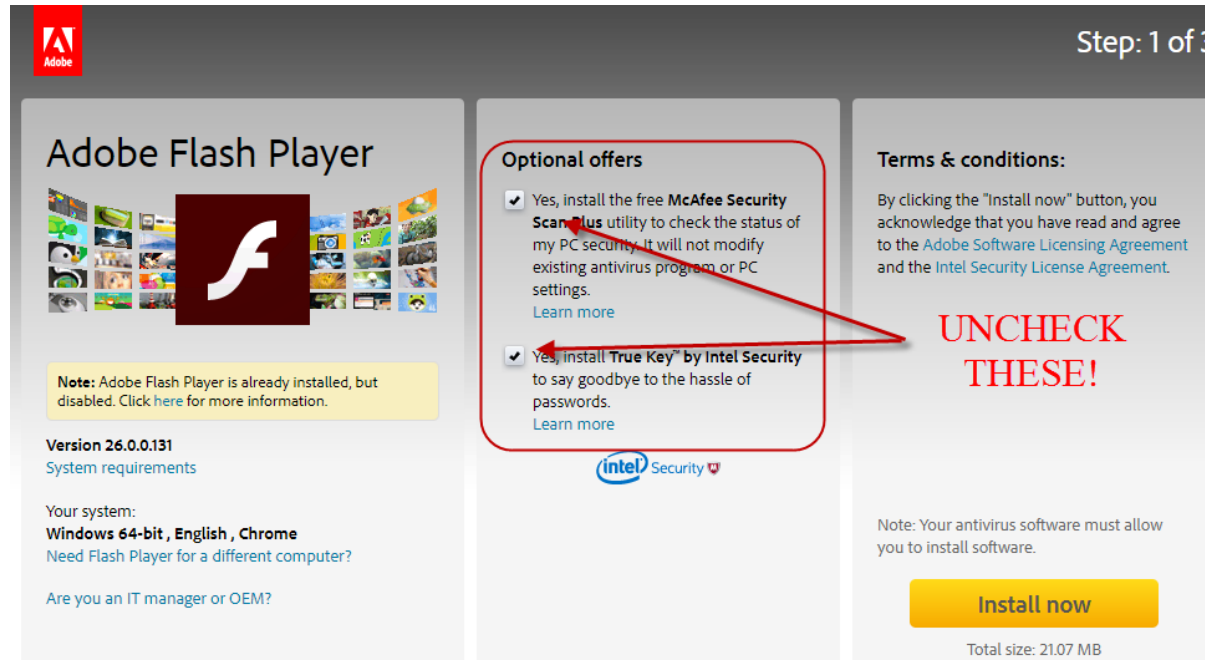 Adobe
Step: 1 of 3
Adobe Flash Player
Note: Adobe Flash Player is already installed, but
disabled. Click here for more information.
Version 26.0.0.131
System requirements
Your system:
Windows 64-bit , English , Chrome
Need Flash Player for a different computer?
Are you an IT manager or OEM?
Optional offers
Yes, install the free McAfee Security
Scan Plus utility to check the status of
my PC security. It will not modify
existing antivirus program or PC
settings.
Learn more
Yes, install True Key™ by Intel Security
to say goodbye to the hassle of
passwords.
Learn more
intel Security
Terms & conditions:
By clicking the "Install now" button, you
acknowledge that you have read and agree
to the Adobe Software Licensing Agreement
and the Intel Security License Agreement.
UNCHECK
THESE!
Note: Your antivirus software must allow
you to install software.
Install now
Total size: 21.07 MB